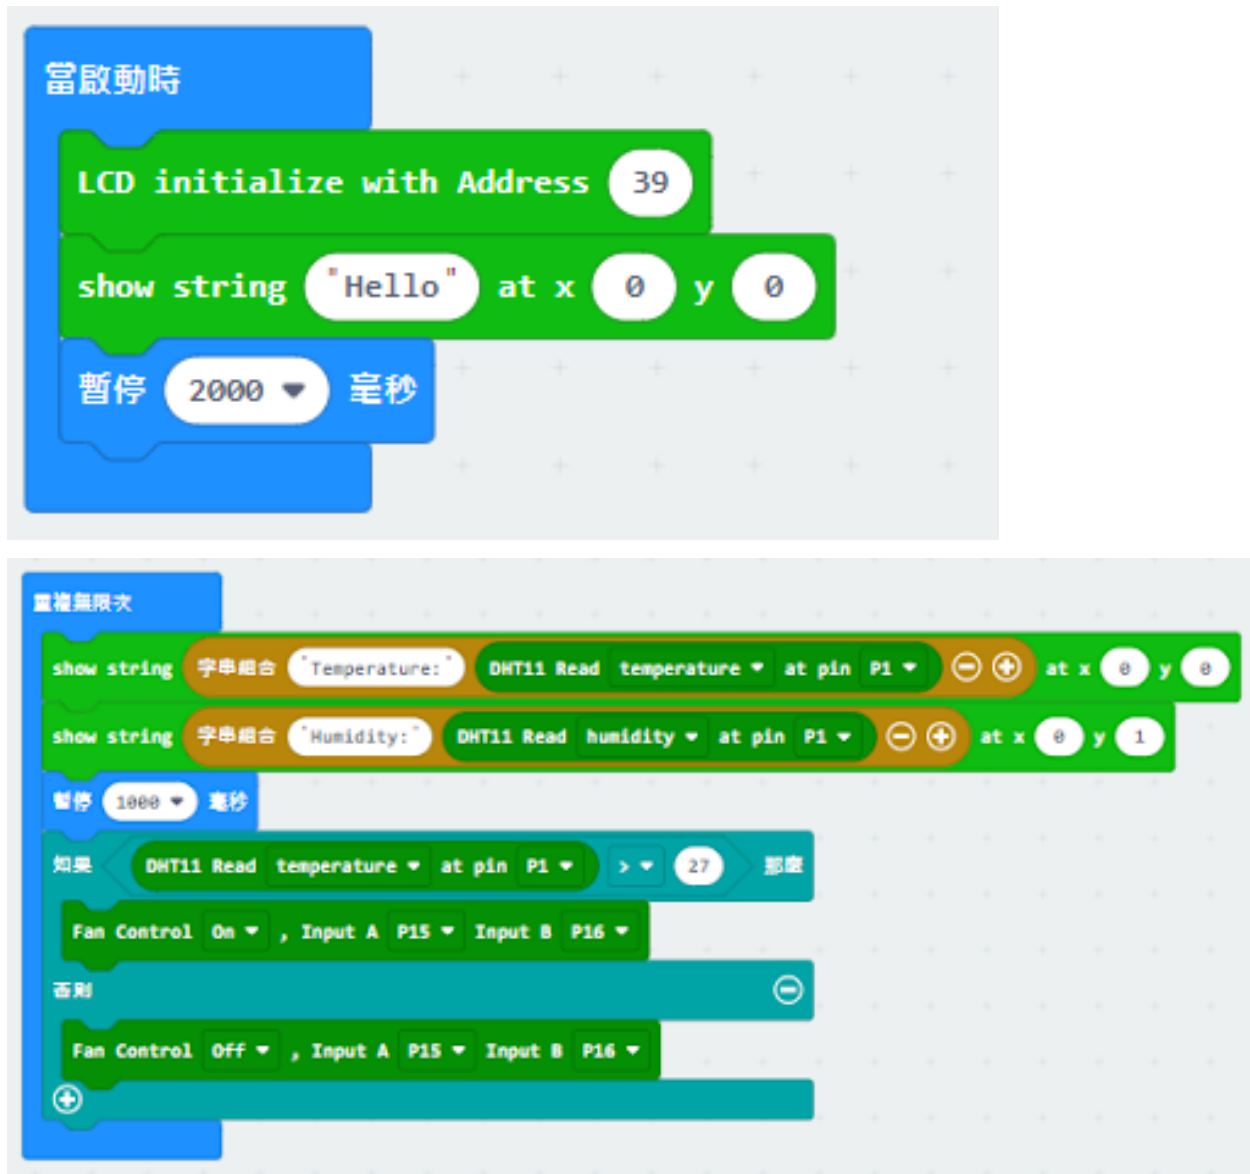 當啟動時
LCD initialize with Address 39
show string "Hello" at x 0 y 0
暫停 2000 毫秒
重複無限次
show string 字串組合 "Temperature:" DHT11 Read temperature at pin P1 at x 0 y 0
show string 字串組合 "Humidity:" DHT11 Read humidity at pin P1 at x 0 y 1
暫停 1000 毫秒
如果 DHT11 Read temperature at pin P1 > 27 那麼
Fan Control On , Input A P15 Input B P16
否則
Fan Control Off , Input A P15 Input B P16